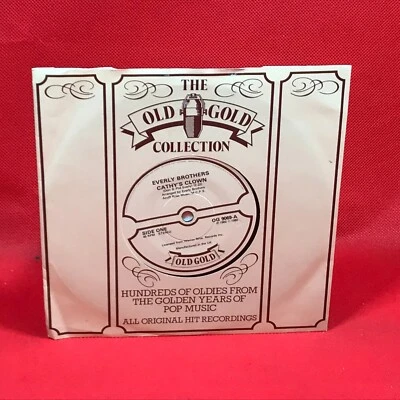 THE
OLD GOLD
COLLECTION
EVERLY BROTHERS
CATHY'S CLOWN
SIDE ONE
OG 9065-A
OLD GOLD
HUNDREDS OF OLDIES FROM
THE GOLDEN YEARS OF
POP MUSIC
ALL ORIGINAL HIT RECORDINGS